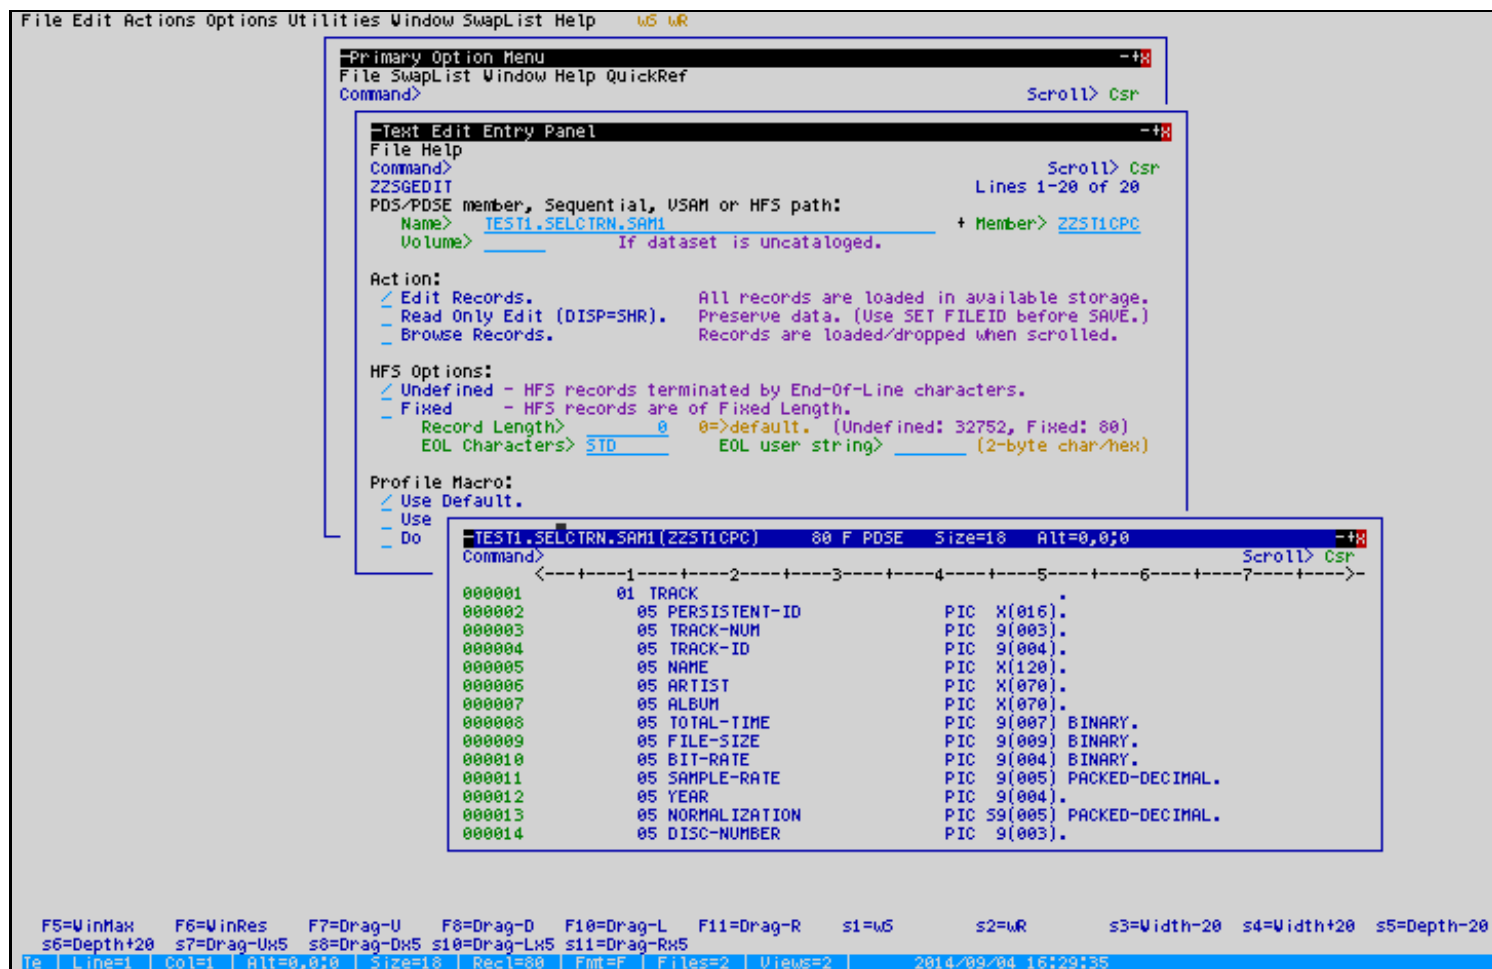 File Edit Actions Options Utilities Window SwapList Help wS wR
-Primary Option Menu -+x
File SwapList Window Help QuickRef
Command> Scroll> Csr
-Text Edit Entry Panel -+x
File Help
Command> Scroll> Csr
ZZSGEDIT Lines 1-20 of 20
PDS/PDSE member, Sequential, VSAM or HFS path:
Name> TEST1.SELCTRN.SAM1 + Member> ZZST1CPC
Volume> If dataset is uncataloged.
Action:
/ Edit Records. All records are loaded in available storage.
_ Read Only Edit (DISP=SHR). Preserve data. (Use SET FILEID before SAVE.)
_ Browse Records. Records are loaded/dropped when scrolled.
HFS Options:
/ Undefined - HFS records terminated by End-Of-Line characters.
_ Fixed - HFS records are of Fixed Length.
Record Length> 0 0=>default. (Undefined: 32752, Fixed: 80)
EOL Characters> STD EOL user string> (2-byte char/hex)
Profile Macro:
/ Use Default.
_ Use
_ Do
-TEST1.SELCTRN.SAM1(ZZST1CPC) 80 F PDSE Size=18 Alt=0,0;0 -+x
Command> Scroll> Csr
<---+----1----+----2----+----3----+----4----+----5----+----6----+----7----+---->-
000001 01 TRACK .
000002 05 PERSISTENT-ID PIC X(016).
000003 05 TRACK-NUM PIC 9(003).
000004 05 TRACK-ID PIC 9(004).
000005 05 NAME PIC X(120).
000006 05 ARTIST PIC X(070).
000007 05 ALBUM PIC X(070).
000008 05 TOTAL-TIME PIC 9(007) BINARY.
000009 05 FILE-SIZE PIC 9(009) BINARY.
000010 05 BIT-RATE PIC 9(004) BINARY.
000011 05 SAMPLE-RATE PIC 9(005) PACKED-DECIMAL.
000012 05 YEAR PIC 9(004).
000013 05 NORMALIZATION PIC S9(005) PACKED-DECIMAL.
000014 05 DISC-NUMBER PIC 9(003).
F5=WinMax F6=WinRes F7=Drag-U F8=Drag-D F10=Drag-L F11=Drag-R s1=wS s2=wR s3=Width-20 s4=Width+20 s5=Depth-20
s6=Depth+20 s7=Drag-Ux5 s8=Drag-Dx5 s10=Drag-Lx5 s11=Drag-Rx5
Te | Line=1 | Col=1 | Alt=0,0;0 | Size=18 | Recl=80 | Fmt=F | Files=2 | Views=2 | 2014/09/04 16:29:35